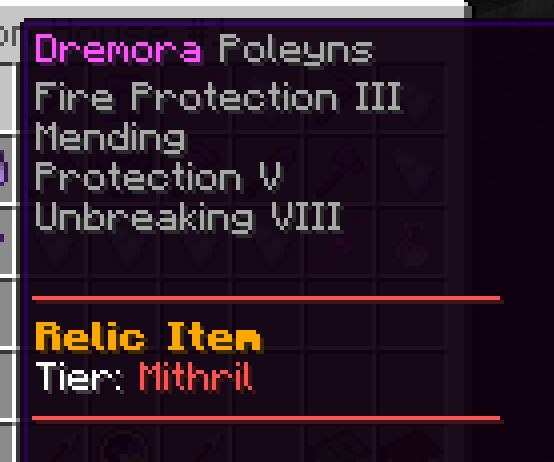 Dremora Poleyns
Fire Protection III
Mending
Protection V
Unbreaking VIII
Relic Item
Tier: Mithril